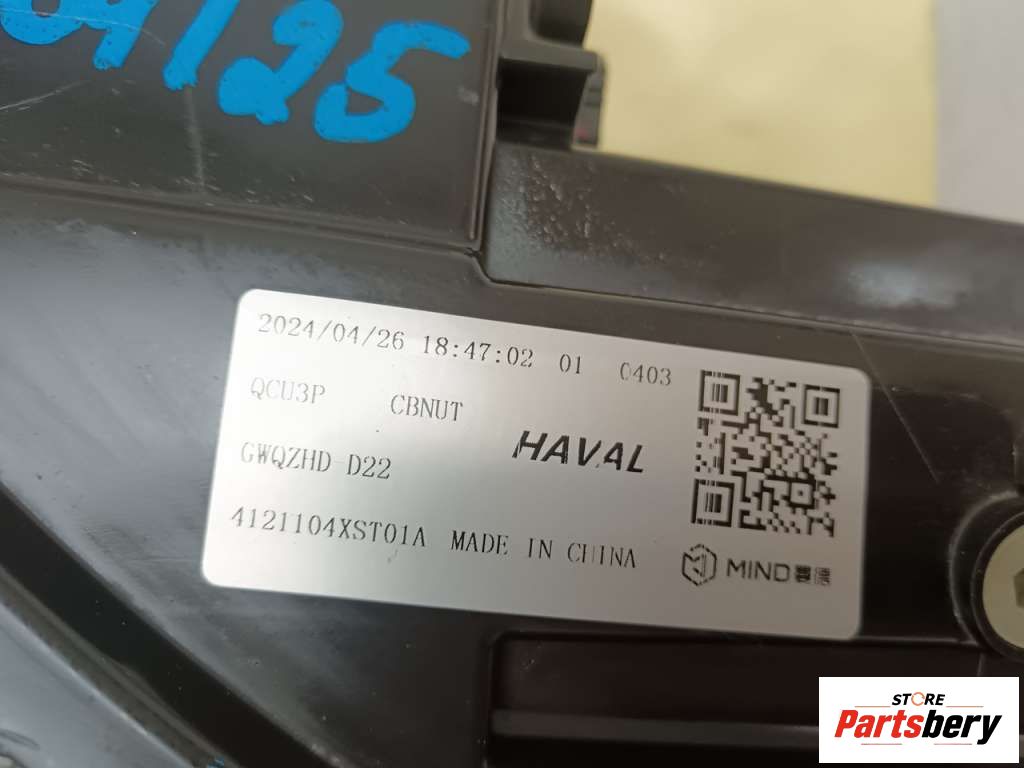 /25
2024/04/26 18:47:02 01 0403
QCU3P CBNUT
HAVAL
GWQZHD-D22
4121104XST01A MADE IN CHINA
MIND
STORE
Partsbery